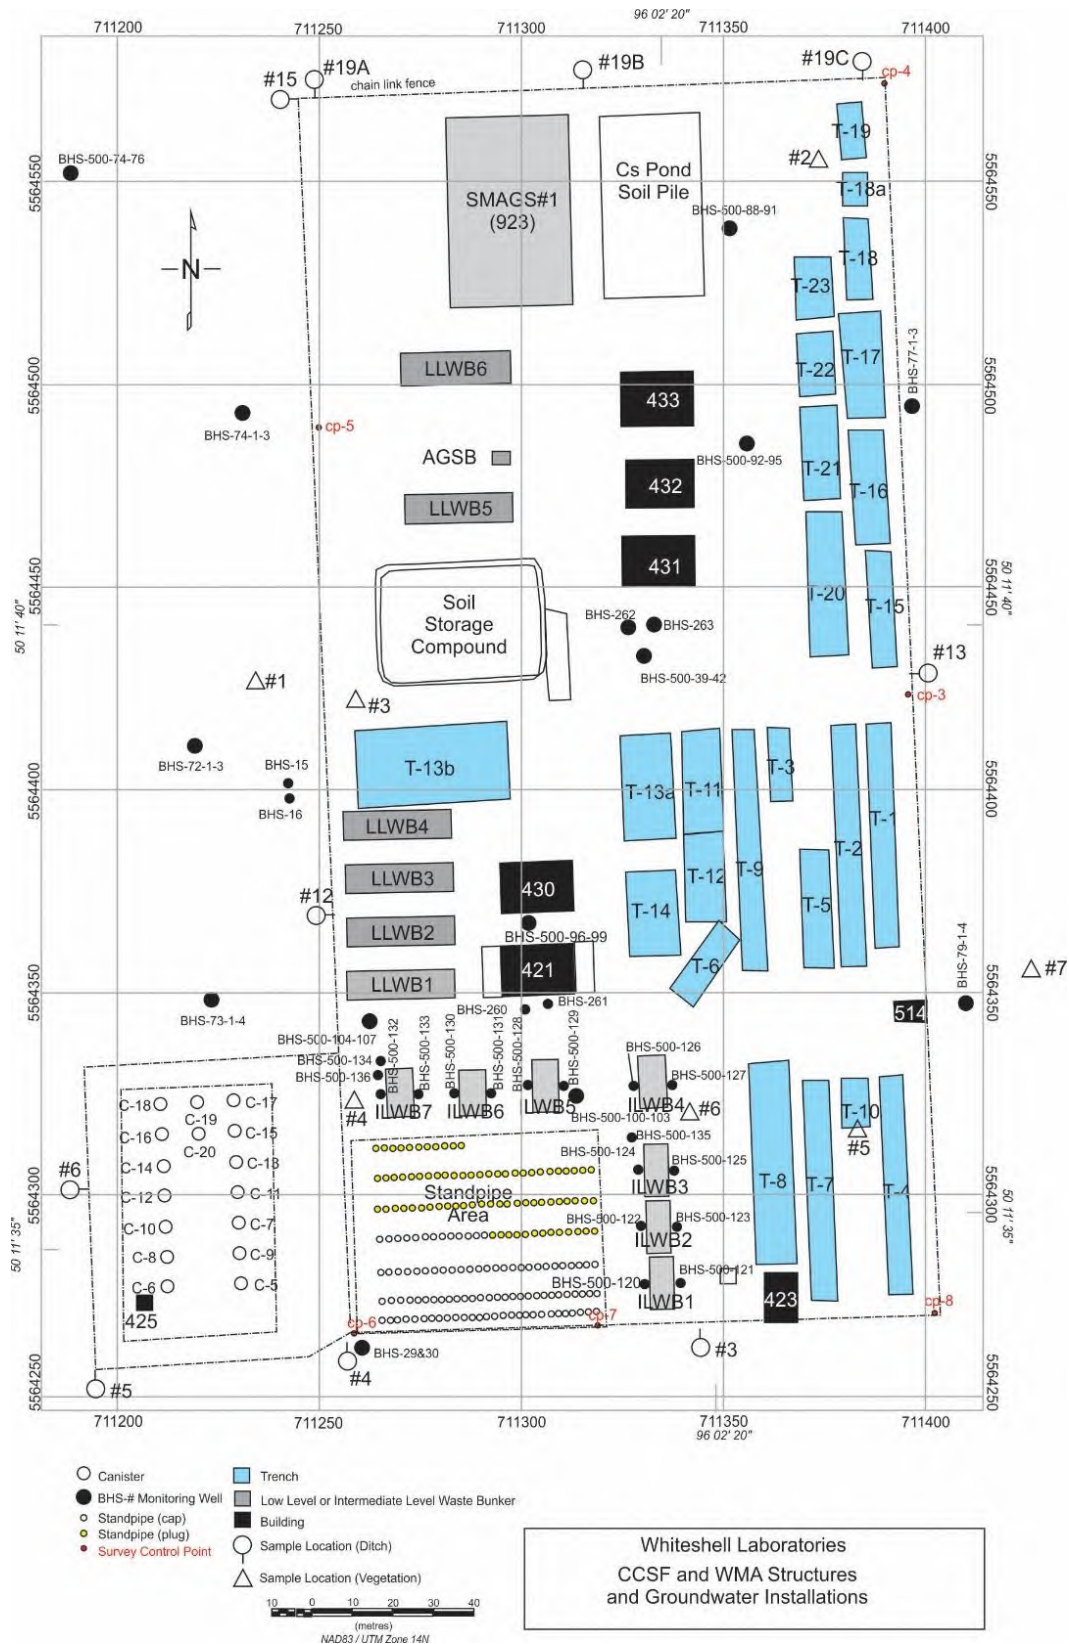 96 02' 20"
711200
711250
711300
711350
711400
#15
#19A
#19B
#19C
cp-4
chain link fence
BHS-500-74-76
T-19
#2
Cs Pond
Soil Pile
T-18a
SMAGS#1
(923)
5564550
5564550
BHS-500-88-91
N
T-18
T-23
T-17
T-22
BHS-77-1-3
LLWB6
5564500
5564500
433
BHS-74-1-3
cp-5
BHS-500-92-95
AGSB
T-21
432
T-16
LLWB5
431
5564450
5564450
50 11' 40"
50 11' 40"
T-20
T-15
Soil
Storage
Compound
BHS-262
BHS-263
BHS-500-39-42
#13
#1
#3
cp-3
BHS-72-1-3
BHS-15
BHS-16
T-13b
T-13a
T-11
T-3
T-2
T-1
5564400
5564400
LLWB4
LLWB3
430
T-12
T-9
#12
T-14
T-5
LLWB2
BHS-500-96-99
421
T-6
BHS-79-1-4
#7
LLWB1
5564350
5564350
BHS-73-1-4
BHS-260
BHS-261
514
BHS-500-104-107
BHS-500-132
BHS-500-133
BHS-500-130
BHS-500-131
BHS-500-128
BHS-500-129
BHS-500-134
BHS-500-136
BHS-500-126
BHS-500-127
ILWB7
ILWB6
ILWB5
ILWB4
#4
#6
BHS-500-100-103
T-10
#5
C-18
C-19
C-17
C-16
C-20
C-15
BHS-500-135
BHS-500-124
BHS-500-125
C-14
C-13
ILWB3
T-8
T-7
T-4
#6
C-12
C-11
Standpipe
Area
5564300
5564300
50 11' 35"
50 11' 35"
C-10
C-7
BHS-500-122
BHS-500-123
ILWB2
C-8
C-9
BHS-500-120
BHS-500-121
C-6
C-5
ILWB1
423
425
cp-6
cp-7
cp-8
#3
BHS-29&30
#4
#5
5564250
5564250
711200
711250
711300
711350
711400
96 02' 20"
Canister
BHS-# Monitoring Well
Standpipe (cap)
Standpipe (plug)
Survey Control Point
Trench
Low Level or Intermediate Level Waste Bunker
Building
Sample Location (Ditch)
Sample Location (Vegetation)
10 0 10 20 30 40
(metres)
NAD83 / UTM Zone 14N
Whiteshell Laboratories
CCSF and WMA Structures
and Groundwater Installations